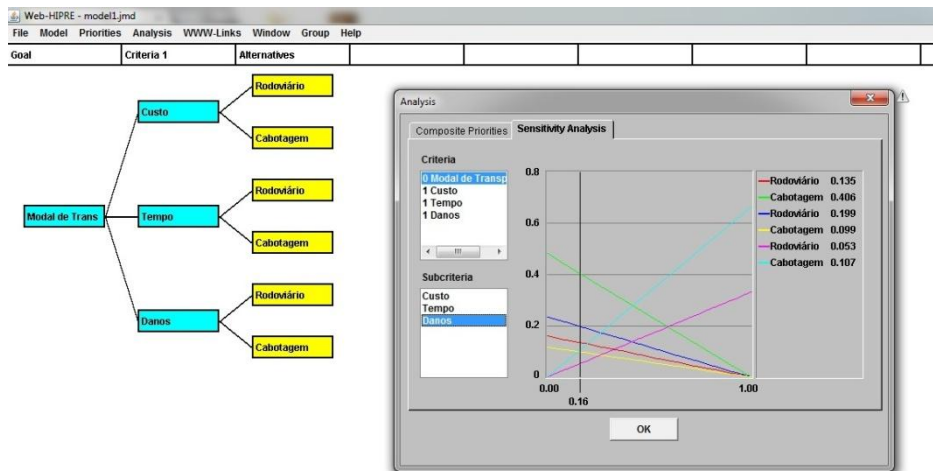 Web-HIPRE - model1.jmd
File Model Priorities Analysis WWW-Links Window Group Help
Goal Criteria 1 Alternatives
Modal de Trans
Custo
Rodoviário
Cabotagem
Tempo
Rodoviário
Cabotagem
Danos
Rodoviário
Cabotagem
Analysis
Composite Priorities Sensitivity Analysis
Criteria
0 Modal de Transp
1 Custo
1 Tempo
1 Danos
Subcriteria
Custo
Tempo
Danos
0.8
0.6
0.4
0.2
0
0.00 1.00
0.16
Rodoviário 0.135
Cabotagem 0.406
Rodoviário 0.199
Cabotagem 0.099
Rodoviário 0.053
Cabotagem 0.107
OK